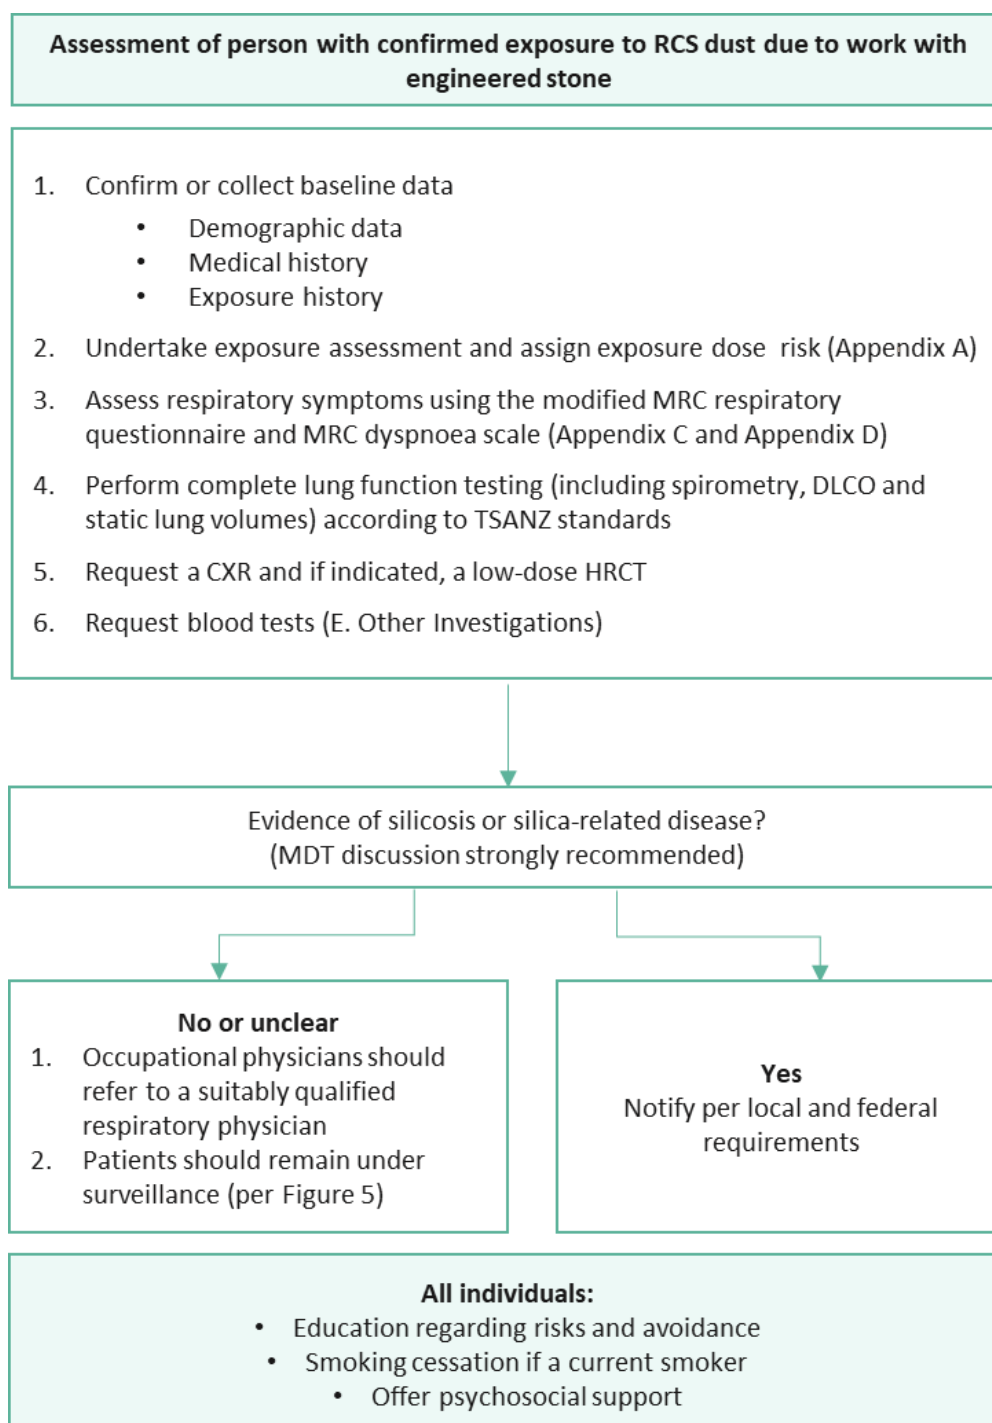 Assessment of person with confirmed exposure to RCS dust due to work with
engineered stone
1. Confirm or collect baseline data
• Demographic data
• Medical history
• Exposure history
2. Undertake exposure assessment and assign exposure dose risk (Appendix A)
3. Assess respiratory symptoms using the modified MRC respiratory
questionnaire and MRC dyspnoea scale (Appendix C and Appendix D)
4. Perform complete lung function testing (including spirometry, DLCO and
static lung volumes) according to TSANZ standards
5. Request a CXR and if indicated, a low-dose HRCT
6. Request blood tests (E. Other Investigations)
Evidence of silicosis or silica-related disease?
(MDT discussion strongly recommended)
No or unclear
1. Occupational physicians should
refer to a suitably qualified
respiratory physician
2. Patients should remain under
surveillance (per Figure 5)
Yes
Notify per local and federal
requirements
All individuals:
• Education regarding risks and avoidance
• Smoking cessation if a current smoker
• Offer psychosocial support